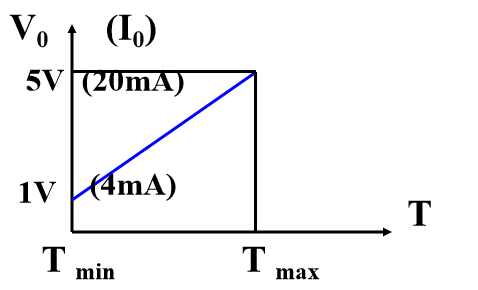 V₀ (I₀)
5V (20mA)
1V (4mA)
T
T min T max